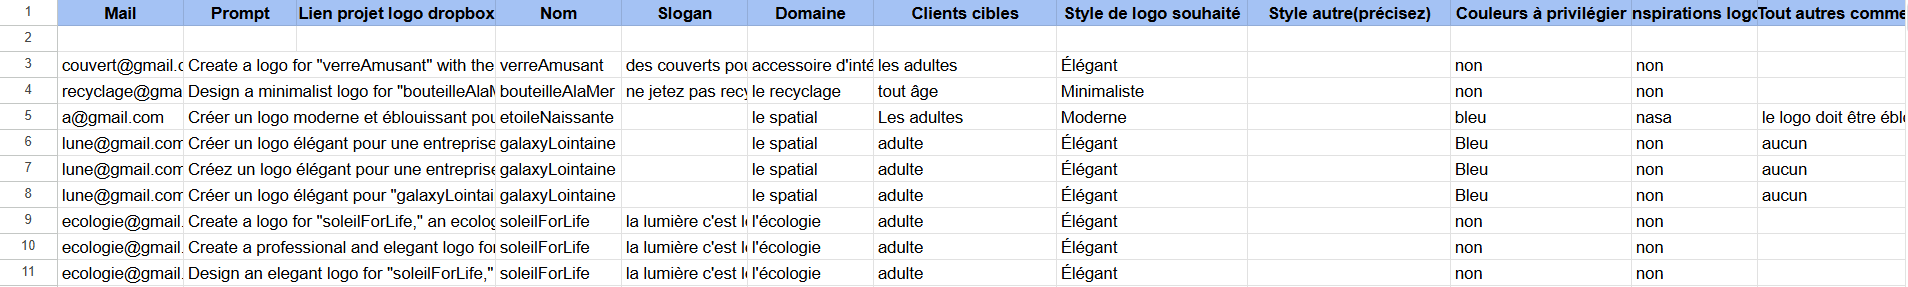 1 Mail Prompt Lien projet logo dropbox Nom Slogan Domaine Clients cibles Style de logo souhaité Style autre(précisez) Couleurs à privilégier nspirations logo Tout autres comme
2
3 couvert@gmail.c Create a logo for "verreAmusant" with the verreAmusant des couverts pou accessoire d'inté les adultes Élégant non non
4 recyclage@gma Design a minimalist logo for "bouteilleAlaM bouteilleAlaMer ne jetez pas recy le recyclage tout âge Minimaliste non non
5 a@gmail.com Créer un logo moderne et éblouissant pou etoileNaissante le spatial Les adultes Moderne bleu nasa le logo doit être éblo
6 lune@gmail.com Créer un logo élégant pour une entreprise galaxyLointaine le spatial adulte Élégant Bleu non aucun
7 lune@gmail.com Créez un logo élégant pour une entreprise galaxyLointaine le spatial adulte Élégant Bleu non aucun
8 lune@gmail.com Créer un logo élégant pour "galaxyLointai galaxyLointaine le spatial adulte Élégant Bleu non aucun
9 ecologie@gmail. Create a logo for "soleilForLife," an ecolog soleilForLife la lumière c'est l l'écologie adulte Élégant non non
10 ecologie@gmail. Create a professional and elegant logo for soleilForLife la lumière c'est l l'écologie adulte Élégant non non
11 ecologie@gmail. Design an elegant logo for "soleilForLife," soleilForLife la lumière c'est l l'écologie adulte Élégant non non